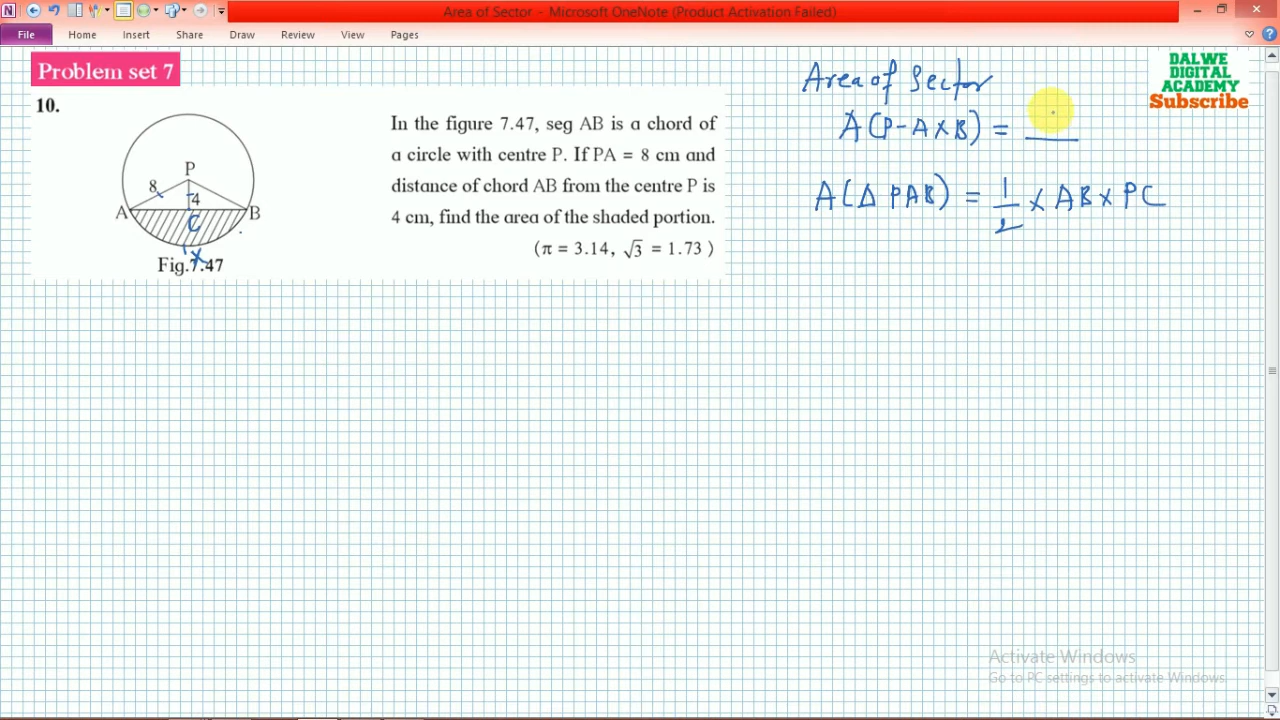 Area of Sector - Microsoft OneNote (Product Activation Failed)
File Home Insert Share Draw Review View Pages
Problem set 7
10.
In the figure 7.47, seg AB is a chord of
a circle with centre P. If PA = 8 cm and
distance of chord AB from the centre P is
4 cm, find the area of the shaded portion.
(π = 3.14, √3 = 1.73 )
P
8
4
A
B
C
X
Fig.7.47
Area of Sector
A(P-AXB) =
A(Δ PAB) = 1/2 × AB × PC
DALWE
DIGITAL
ACADEMY
Subscribe
Activate Windows
Go to PC settings to activate Windows.